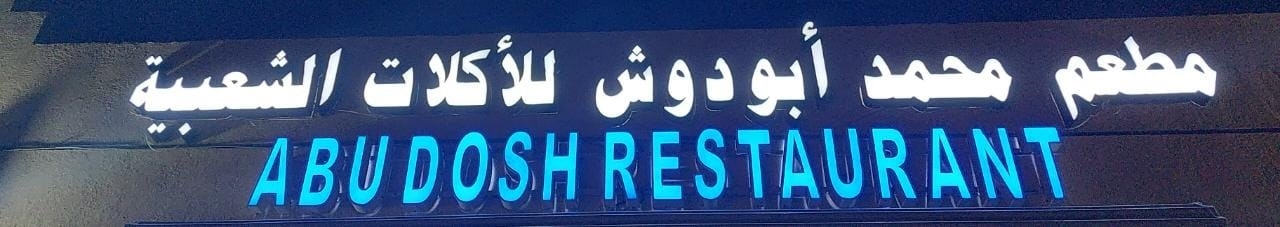 مطعم محمد أبودوش للأكلات الشعبية
ABU DOSH RESTAURANT